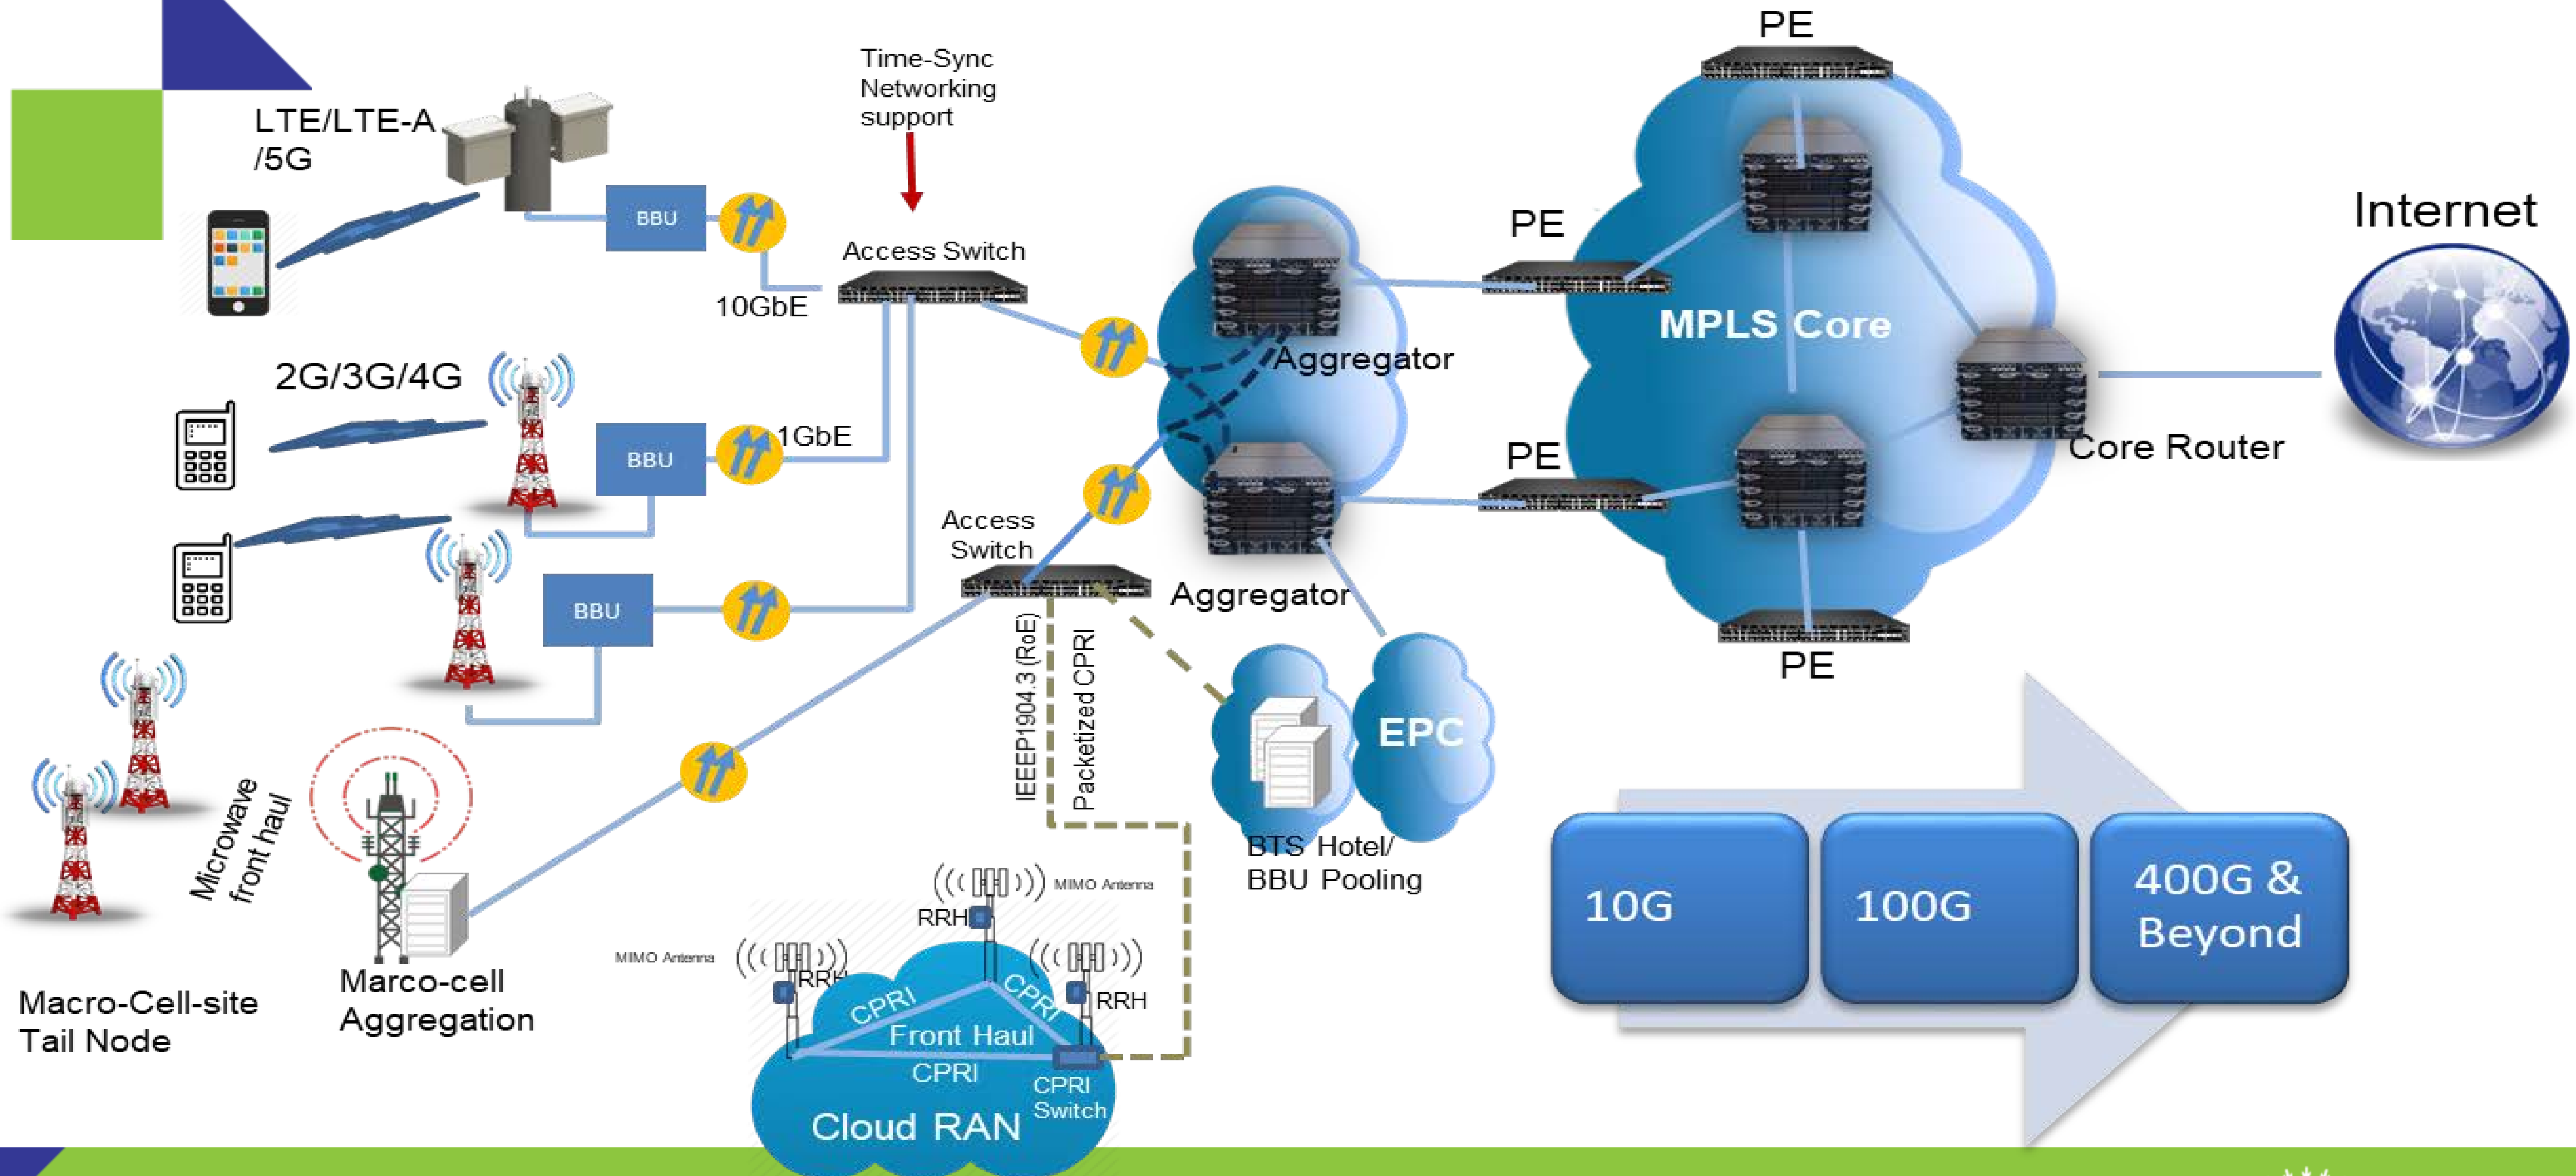 PE
Time-Sync
Networking
support
LTE/LTE-A
/5G
BBU
Access Switch
10GbE
PE
Internet
MPLS Core
Aggregator
2G/3G/4G
1GbE
BBU
PE
Core Router
Access
Switch
Aggregator
BBU
IEEEP1904.3 (RoE)
Packetized CPRI
PE
EPC
BTS Hotel/
BBU Pooling
Microwave
front haul
MIMO Antenna
RRH
MIMO Antenna
RRH
RRH
CPRI
CPRI
Front Haul
CPRI
CPRI
Switch
Cloud RAN
Macro-Cell-site
Tail Node
Marco-cell
Aggregation
10G
100G
400G &
Beyond